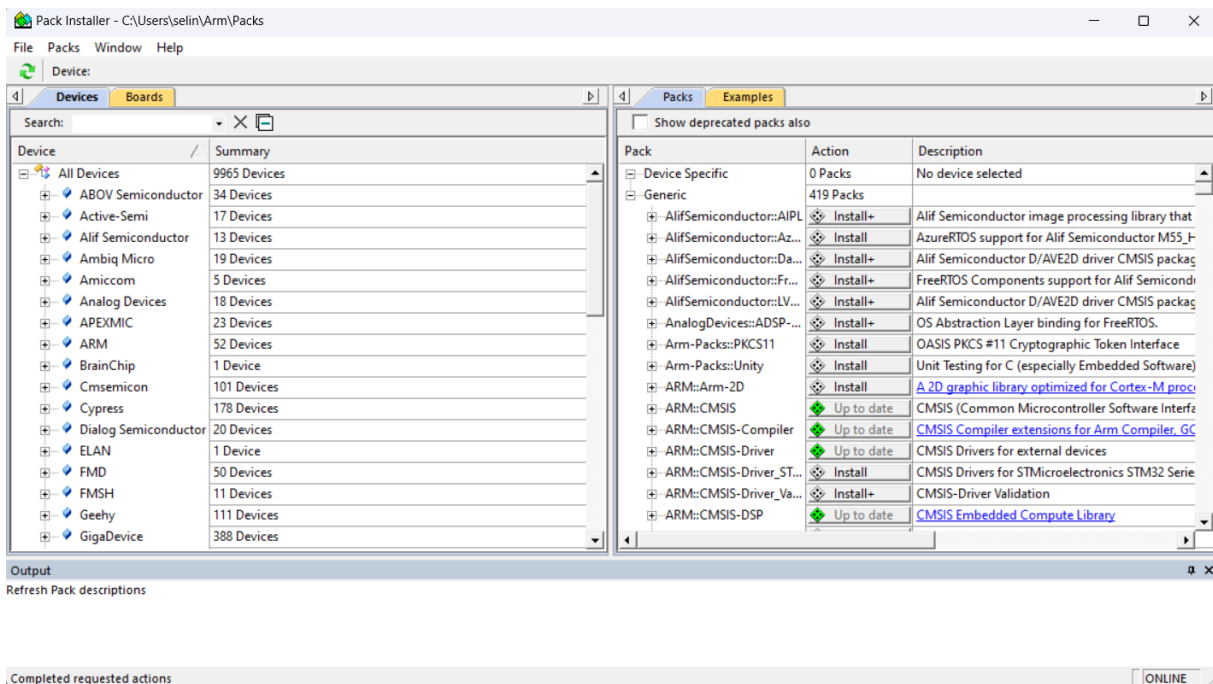 Pack Installer - C:\Users\selin\Arm\Packs
File Packs Window Help
Device:
Devices Boards
Search:
Device Summary
All Devices 9965 Devices
ABOV Semiconductor 34 Devices
Active-Semi 17 Devices
Alif Semiconductor 13 Devices
Ambiq Micro 19 Devices
Amiccom 5 Devices
Analog Devices 18 Devices
APEXMIC 23 Devices
ARM 52 Devices
BrainChip 1 Device
Cmsemicon 101 Devices
Cypress 178 Devices
Dialog Semiconductor 20 Devices
ELAN 1 Device
FMD 50 Devices
FMSH 11 Devices
Geehy 111 Devices
GigaDevice 388 Devices
Packs Examples
Show deprecated packs also
Pack Action Description
Device Specific 0 Packs No device selected
Generic 419 Packs
AlifSemiconductor::AIPL Install+ Alif Semiconductor image processing library that
AlifSemiconductor::Az... Install AzureRTOS support for Alif Semiconductor M55_H
AlifSemiconductor::Da... Install+ Alif Semiconductor D/AVE2D driver CMSIS packag
AlifSemiconductor::Fr... Install+ FreeRTOS Components support for Alif Semicond
AlifSemiconductor::LV... Install+ Alif Semiconductor D/AVE2D driver CMSIS packag
AnalogDevices::ADSP-... Install+ OS Abstraction Layer binding for FreeRTOS.
Arm-Packs::PKCS11 Install OASIS PKCS #11 Cryptographic Token Interface
Arm-Packs::Unity Install Unit Testing for C (especially Embedded Software)
ARM::Arm-2D Install A 2D graphic library optimized for Cortex-M proce
ARM::CMSIS Up to date CMSIS (Common Microcontroller Software Interfa
ARM::CMSIS-Compiler Up to date CMSIS Compiler extensions for Arm Compiler, GC
ARM::CMSIS-Driver Up to date CMSIS Drivers for external devices
ARM::CMSIS-Driver_ST... Install CMSIS Drivers for STMicroelectronics STM32 Serie
ARM::CMSIS-Driver_Va... Install+ CMSIS-Driver Validation
ARM::CMSIS-DSP Up to date CMSIS Embedded Compute Library
Output
Refresh Pack descriptions
Completed requested actions
ONLINE